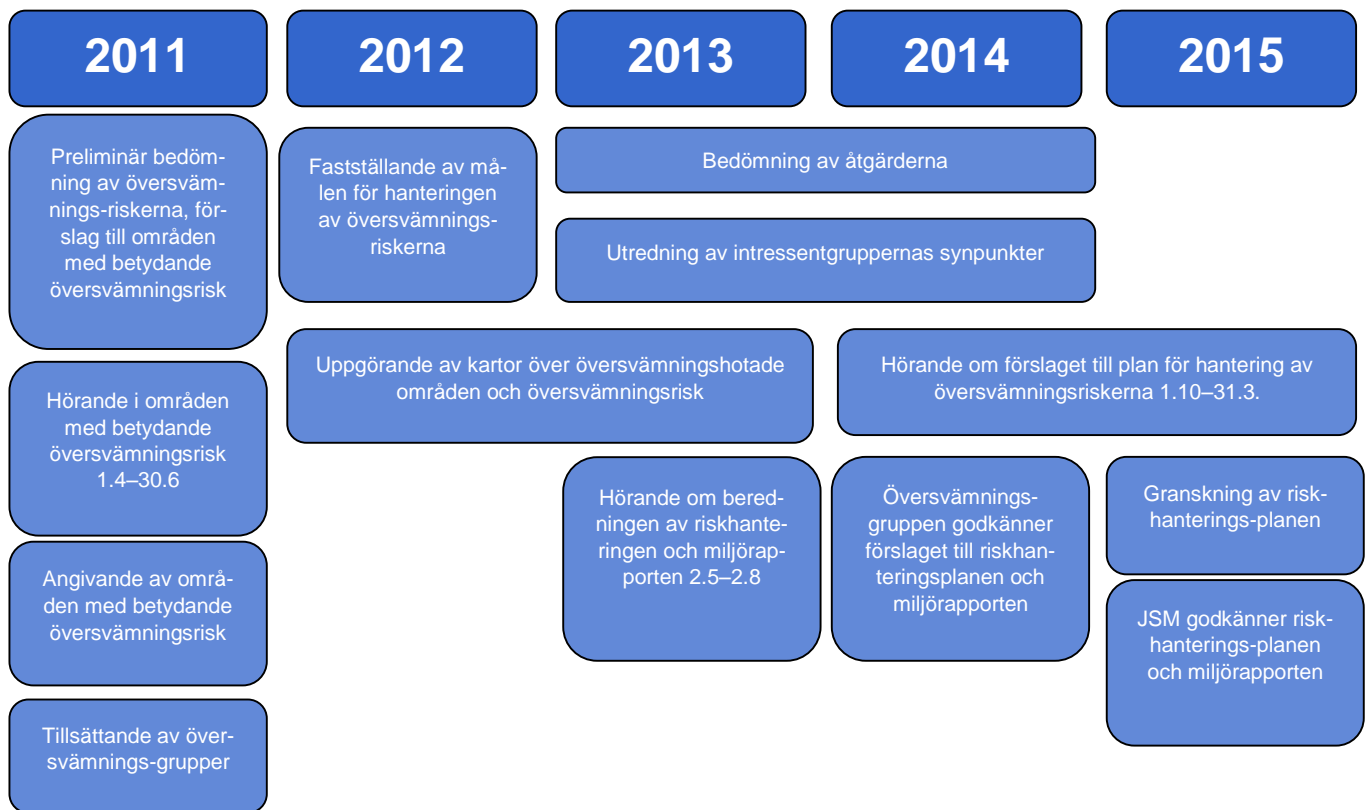 2011
2012
2013
2014
2015
Preliminär bedöm-
ning av översväm-
nings-riskerna, för-
slag till områden
med betydande
översvämningsrisk
Fastställande av må-
len för hanteringen
av översvämnings-
riskerna
Bedömning av åtgärderna
Utredning av intressentgruppernas synpunkter
Uppgörande av kartor över översvämningshotade
områden och översvämningsrisk
Hörande om förslaget till plan för hantering av
översvämningsriskerna 1.10–31.3.
Hörande i områden
med betydande
översvämningsrisk
1.4–30.6
Hörande om bered-
ningen av riskhante-
ringen och miljörap-
porten 2.5–2.8
Översvämnings-
gruppen godkänner
förslaget till riskhan-
teringsplanen och
miljörapporten
Granskning av risk-
hanterings-planen
Angivande av områ-
den med betydande
översvämningsrisk
JSM godkänner risk-
hanterings-planen
och miljörapporten
Tillsättande av över-
svämnings-grupper